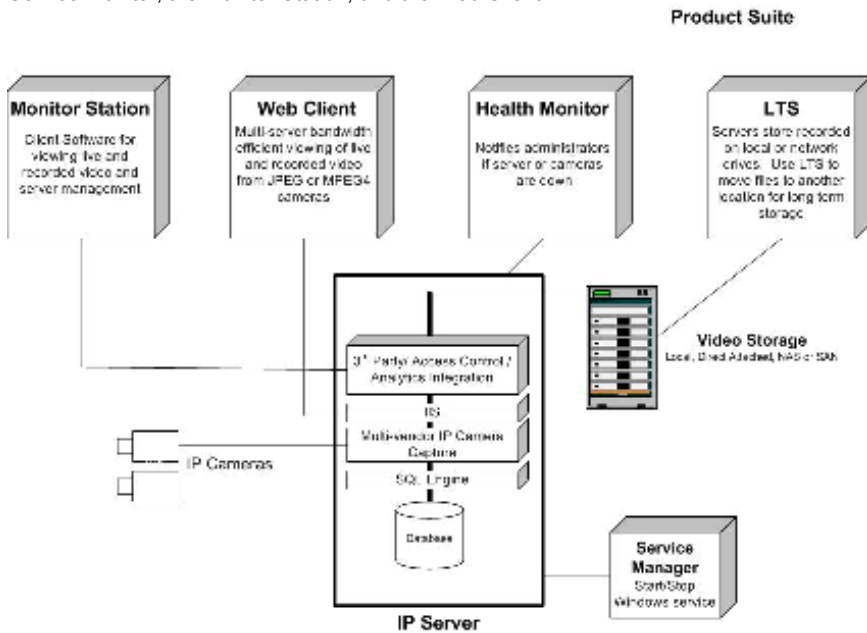 Product Suite
Monitor Station
Client Software for
viewing live and
recorded video and
server management
Web Client
Multi-server bandwidth
efficient viewing of live
and recorded video
from JPEG or MPEG4
cameras
Health Monitor
Notifies administrators
if server or cameras
are down
LTS
Servers store recorded
on local or network
drives. Use LTS to
move files to another
location for long term
storage
3rd Party/ Access Control /
Analytics Integration
IIS
Multi-vendor IP Camera
Capture
SQL Engine
Database
IP Cameras
Video Storage
Local, Direct Attached, NAS or SAN
Service
Manager
Start/Stop
Windows service
IP Server